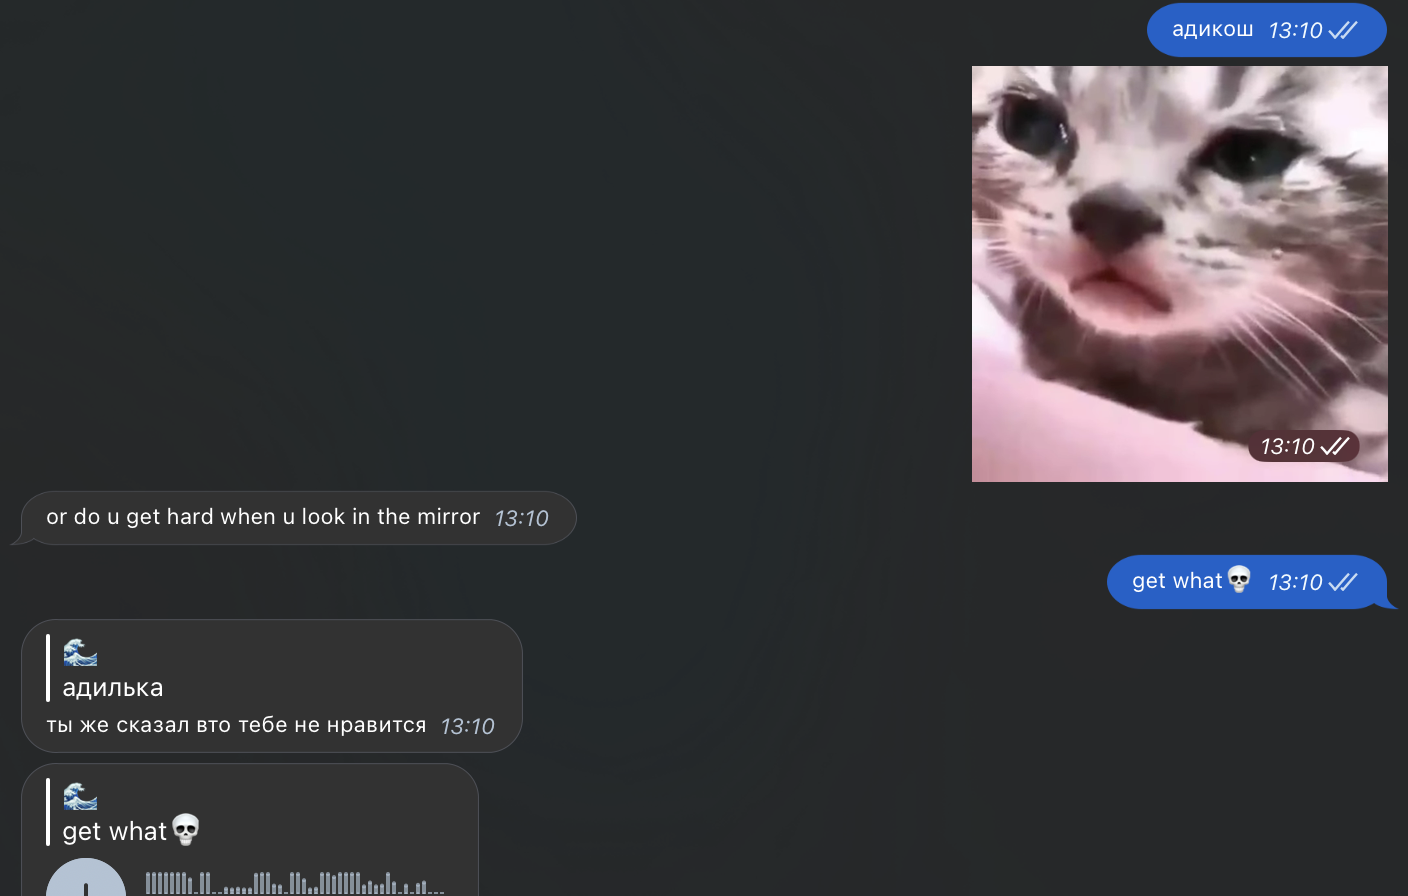 адикош 13:10
13:10
or do u get hard when u look in the mirror 13:10
get what💀 13:10
🌊
адилька
ты же сказал вто тебе не нравится 13:10
🌊
get what💀